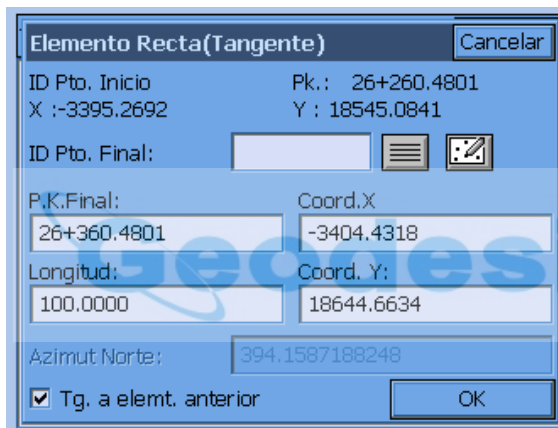 Elemento Recta(Tangente) Cancelar
ID Pto. Inicio Pk.: 26+260.4801
X :-3395.2692 Y : 18545.0841
ID Pto. Final:
P.K.Final: Coord.X
26+360.4801 -3404.4318
Longitud: Coord. Y:
100.0000 18644.6634
Geodes
Azimut Norte: 394.1587188248
Tg. a elemt. anterior OK